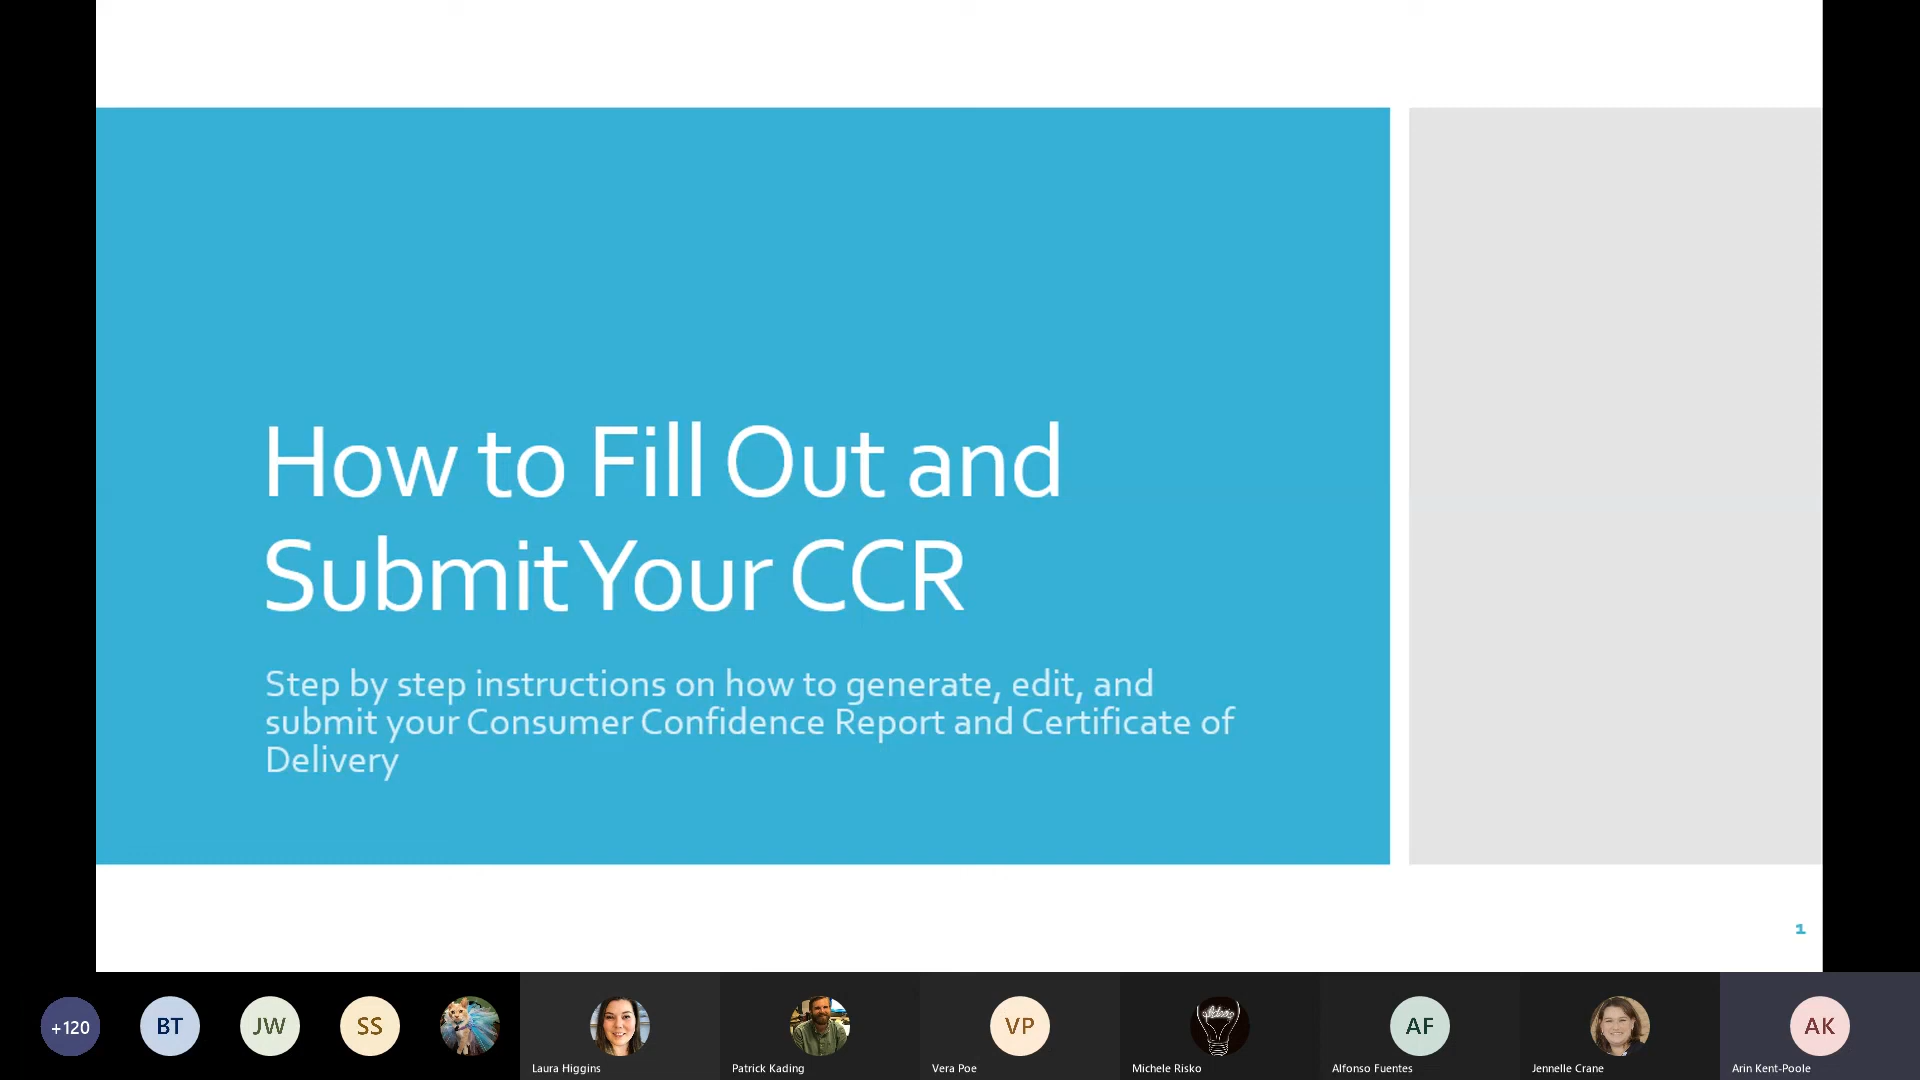 How to Fill Out and
Submit Your CCR
Step by step instructions on how to generate, edit, and
submit your Consumer Confidence Report and Certificate of
Delivery
1
+120
BT
JW
SS
VP
AF
AK
Laura Higgins
Patrick Kading
Vera Poe
Michele Risko
Alfonso Fuentes
Jennelle Crane
Arin Kent-Poole